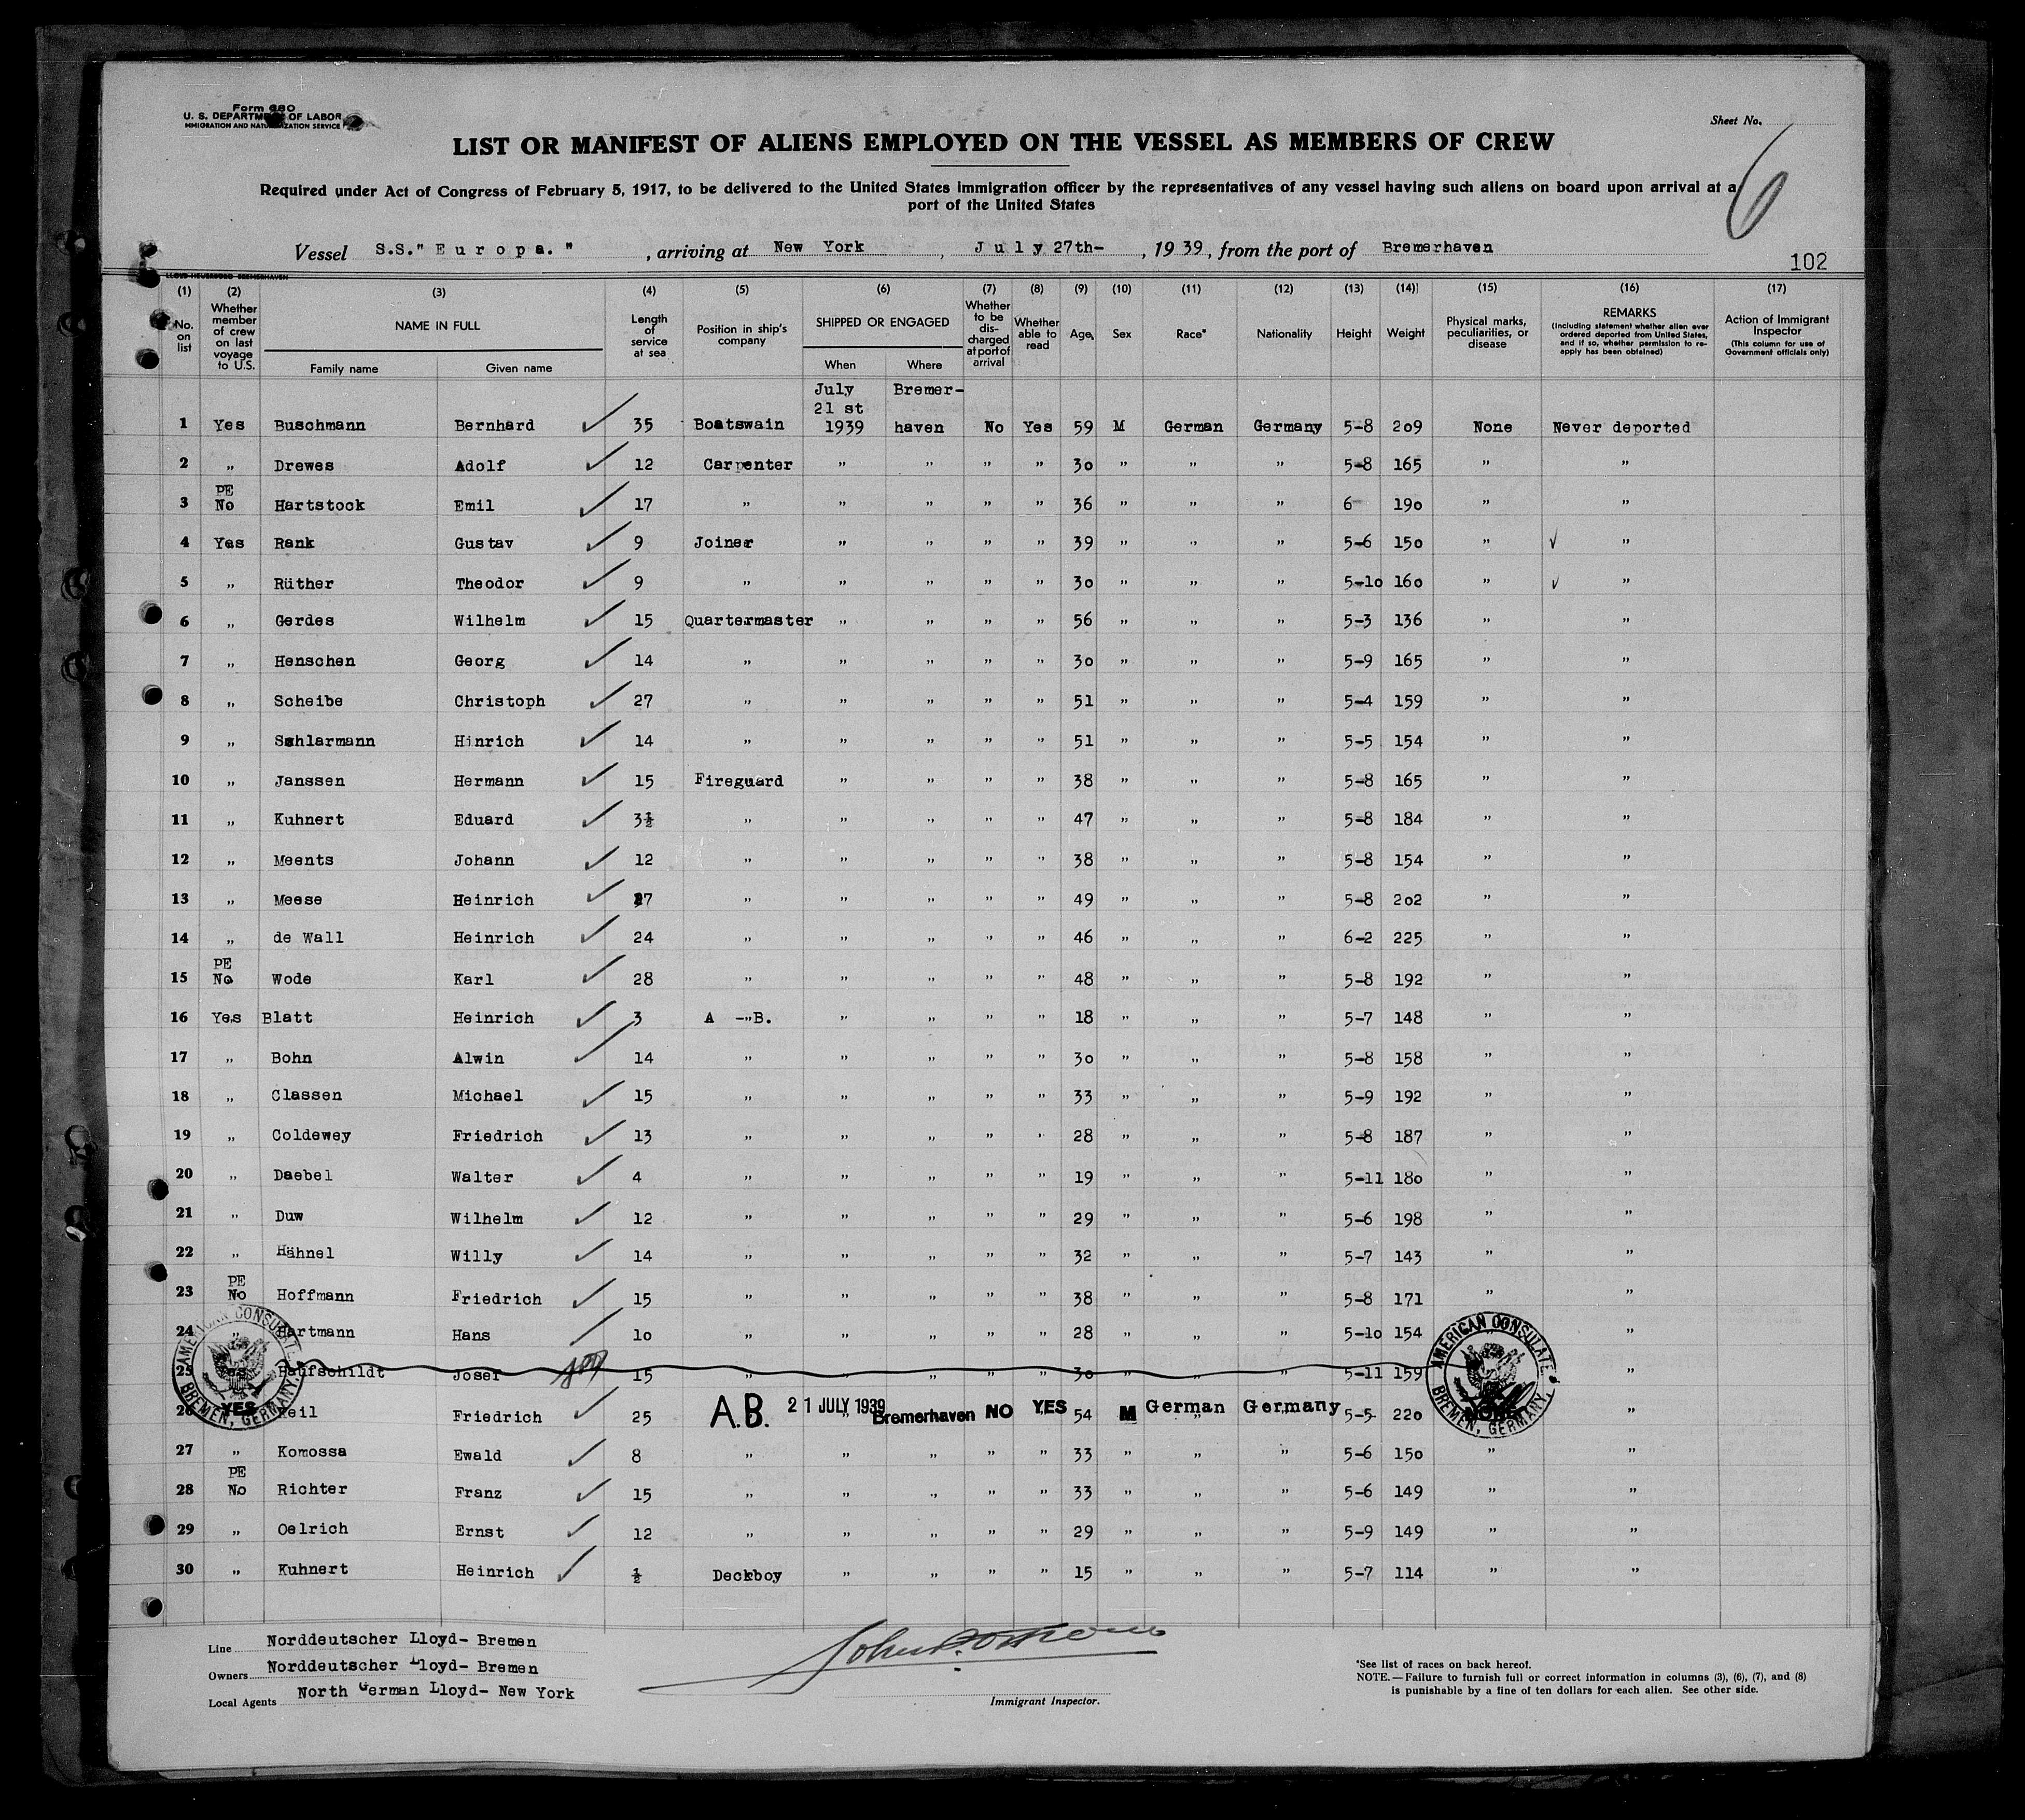 Form 680
U. S. DEPARTMENT OF LABOR
IMMIGRATION AND NATURALIZATION SERVICE
Sheet No.
6
LIST OR MANIFEST OF ALIENS EMPLOYED ON THE VESSEL AS MEMBERS OF CREW
Required under Act of Congress of February 5, 1917, to be delivered to the United States immigration officer by the representatives of any vessel having such aliens on board upon arrival at a
port of the United States
Vessel S.S."Europa." , arriving at New York , July 27th- , 1939, from the port of Bremerhaven
102
(1) (2) (3) (4) (5) (6) (7) (8) (9) (10) (11) (12) (13) (14) (15) (16) (17)
No. on list
Whether member of crew on last voyage to U.S.
NAME IN FULL
Family name Given name
Length of service at sea
Position in ship's company
SHIPPED OR ENGAGED
When Where
Whether to be discharged at port of arrival
Whether able to read
Age
Sex
Race*
Nationality
Height
Weight
Physical marks, peculiarities, or disease
REMARKS
(Including statement whether alien ever ordered deported from United States, and if so, whether permission to re-apply has been obtained)
Action of Immigrant Inspector
(This column for use of Government officials only)
July Bremer-
21 st
1 Yes Buschmann Bernhard ✓ 35 Boatswain 1939 haven No Yes 59 M German Germany 5-8 209 None Never deported
2 " Drewes Adolf ✓ 12 Carpenter " " " " 30 " " " 5-8 165 " "
PE
3 No Hartstock Emil ✓ 17 " " " " " 36 " " " 6 190 " "
4 Yes Rank Gustav ✓ 9 Joiner " " " " 39 " " " 5-6 150 " ✓ "
5 " Rüther Theodor ✓ 9 " " " " " 30 " " " 5-10 160 " ✓ "
6 " Gerdes Wilhelm ✓ 15 Quartermaster " " " " 56 " " " 5-3 136 " "
7 " Henschen Georg ✓ 14 " " " " " 30 " " " 5-9 165 " "
8 " Scheibe Christoph ✓ 27 " " " " " 51 " " " 5-4 159 " "
9 " Schlarmann Hinrich ✓ 14 " " " " " 51 " " " 5-5 154 " "
10 " Janssen Hermann ✓ 15 Fireguard " " " " 38 " " " 5-8 165 " "
11 " Kuhnert Eduard ✓ 3½ " " " " " 47 " " " 5-8 184 " "
12 " Meents Johann ✓ 12 " " " " " 38 " " " 5-8 154 " "
13 " Meese Heinrich ✓ 27 " " " " " 49 " " " 5-8 202 " "
14 " de Wall Heinrich ✓ 24 " " " " " 46 " " " 6-2 225 " "
PE
15 No Wode Karl ✓ 28 " " " " " 48 " " " 5-8 192 " "
16 Yes Blatt Heinrich ✓ 3 A -"B. " " " " 18 " " " 5-7 148 " "
17 " Bohn Alwin ✓ 14 " " " " " 30 " " " 5-8 158 " "
18 " Classen Michael ✓ 15 " " " " " 33 " " " 5-9 192 " "
19 " Coldewey Friedrich ✓ 13 " " " " " 28 " " " 5-8 187 " "
20 " Daebel Walter ✓ 4 " " " " " 19 " " " 5-11 180 " "
21 " Duw Wilhelm ✓ 12 " " " " " 29 " " " 5-6 198 " "
22 " Hähnel Willy ✓ 14 " " " " " 32 " " " 5-7 143 " "
PE
23 No Hoffmann Friedrich ✓ 15 " " " " " 38 " " " 5-8 171 " "
24 " Hartmann Hans ✓ 10 " " " " " 28 " " " 5-10 154 " "
25 Josef 15 " " " " " 30 " " " 5-11 159 "
AMERICAN CONSULATE BREMEN, GERMANY.
AMERICAN CONSULATE BREMEN, GERMANY.
26 YES Friedrich ✓ 25 A.B. 21 JULY 1939 Bremerhaven NO YES 54 M German Germany 5-5 220 NONE "
27 " Komossa Ewald ✓ 8 " " " " " 33 " " " 5-6 150 " "
PE
28 No Richter Franz ✓ 15 " " " " " 33 " " " 5-6 149 " "
29 " Oelrich Ernst ✓ 12 " " " " " 29 " " " 5-9 149 " "
30 " Kuhnert Heinrich ✓ ½ Deckboy " " " " 15 " " " 5-7 114 " "
Line Norddeutscher Lloyd- Bremen
Owners Norddeutscher Lloyd- Bremen
Local Agents North German Lloyd- New York
Immigrant Inspector.
*See list of races on back hereof.
NOTE.—Failure to furnish full or correct information in columns (3), (6), (7), and (8)
is punishable by a fine of ten dollars for each alien. See other side.